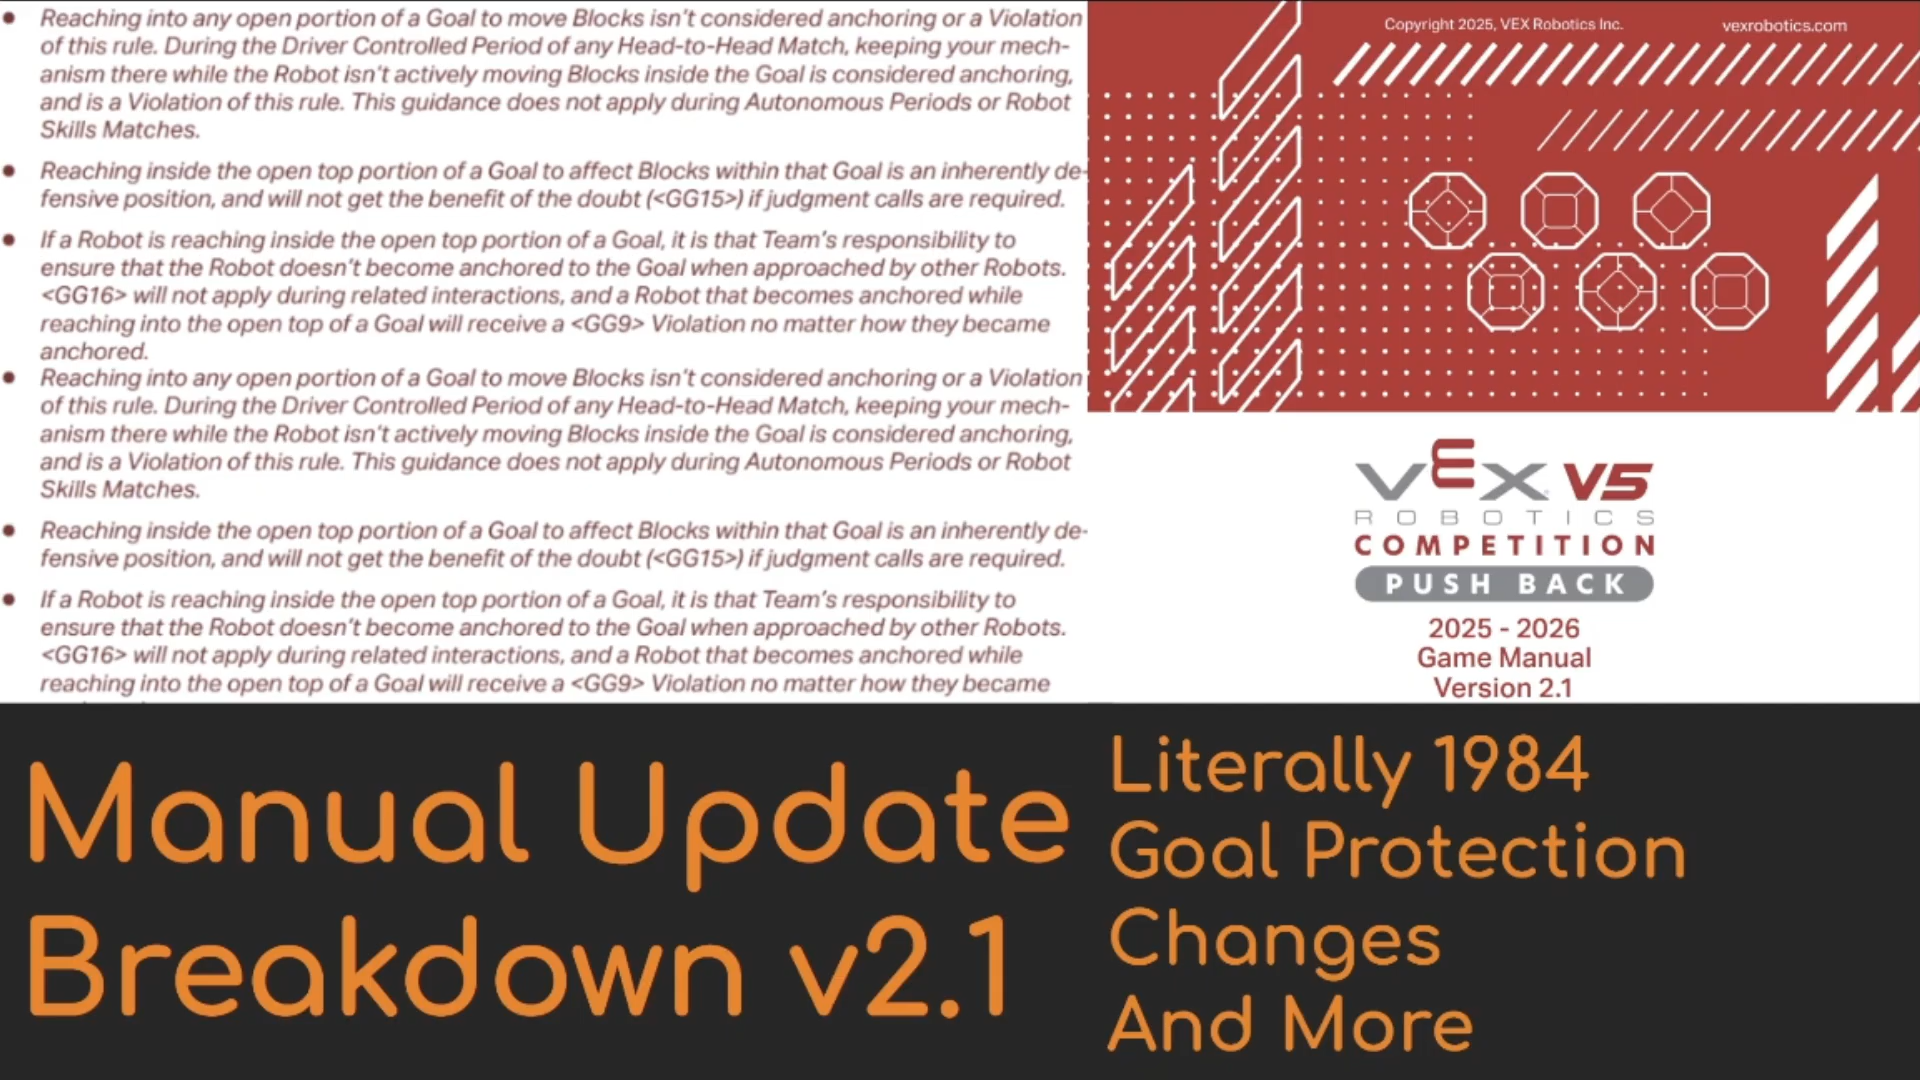 Reaching into any open portion of a Goal to move Blocks isn't considered anchoring or a Violation
of this rule. During the Driver Controlled Period of any Head-to-Head Match, keeping your mech-
anism there while the Robot isn't actively moving Blocks inside the Goal is considered anchoring,
and is a Violation of this rule. This guidance does not apply during Autonomous Periods or Robot
Skills Matches.
Reaching inside the open top portion of a Goal to affect Blocks within that Goal is an inherently de-
fensive position, and will not get the benefit of the doubt (<GG15>) if judgment calls are required.
If a Robot is reaching inside the open top portion of a Goal, it is that Team's responsibility to
ensure that the Robot doesn't become anchored to the Goal when approached by other Robots.
<GG16> will not apply during related interactions, and a Robot that becomes anchored while
reaching into the open top of a Goal will receive a <GG9> Violation no matter how they became
anchored.
Reaching into any open portion of a Goal to move Blocks isn't considered anchoring or a Violation
of this rule. During the Driver Controlled Period of any Head-to-Head Match, keeping your mech-
anism there while the Robot isn't actively moving Blocks inside the Goal is considered anchoring,
and is a Violation of this rule. This guidance does not apply during Autonomous Periods or Robot
Skills Matches.
Reaching inside the open top portion of a Goal to affect Blocks within that Goal is an inherently de-
fensive position, and will not get the benefit of the doubt (<GG15>) if judgment calls are required.
If a Robot is reaching inside the open top portion of a Goal, it is that Team's responsibility to
ensure that the Robot doesn't become anchored to the Goal when approached by other Robots.
<GG16> will not apply during related interactions, and a Robot that becomes anchored while
reaching into the open top of a Goal will receive a <GG9> Violation no matter how they became
Copyright 2025, VEX Robotics Inc.
vexrobotics.com
VEX V5
ROBOTICS
COMPETITION
PUSH BACK
2025 - 2026
Game Manual
Version 2.1
Manual Update
Breakdown v2.1
Literally 1984
Goal Protection
Changes
And More